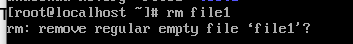 [root@localhost ~]# rm file1
rm: remove regular empty file ‘file1’?